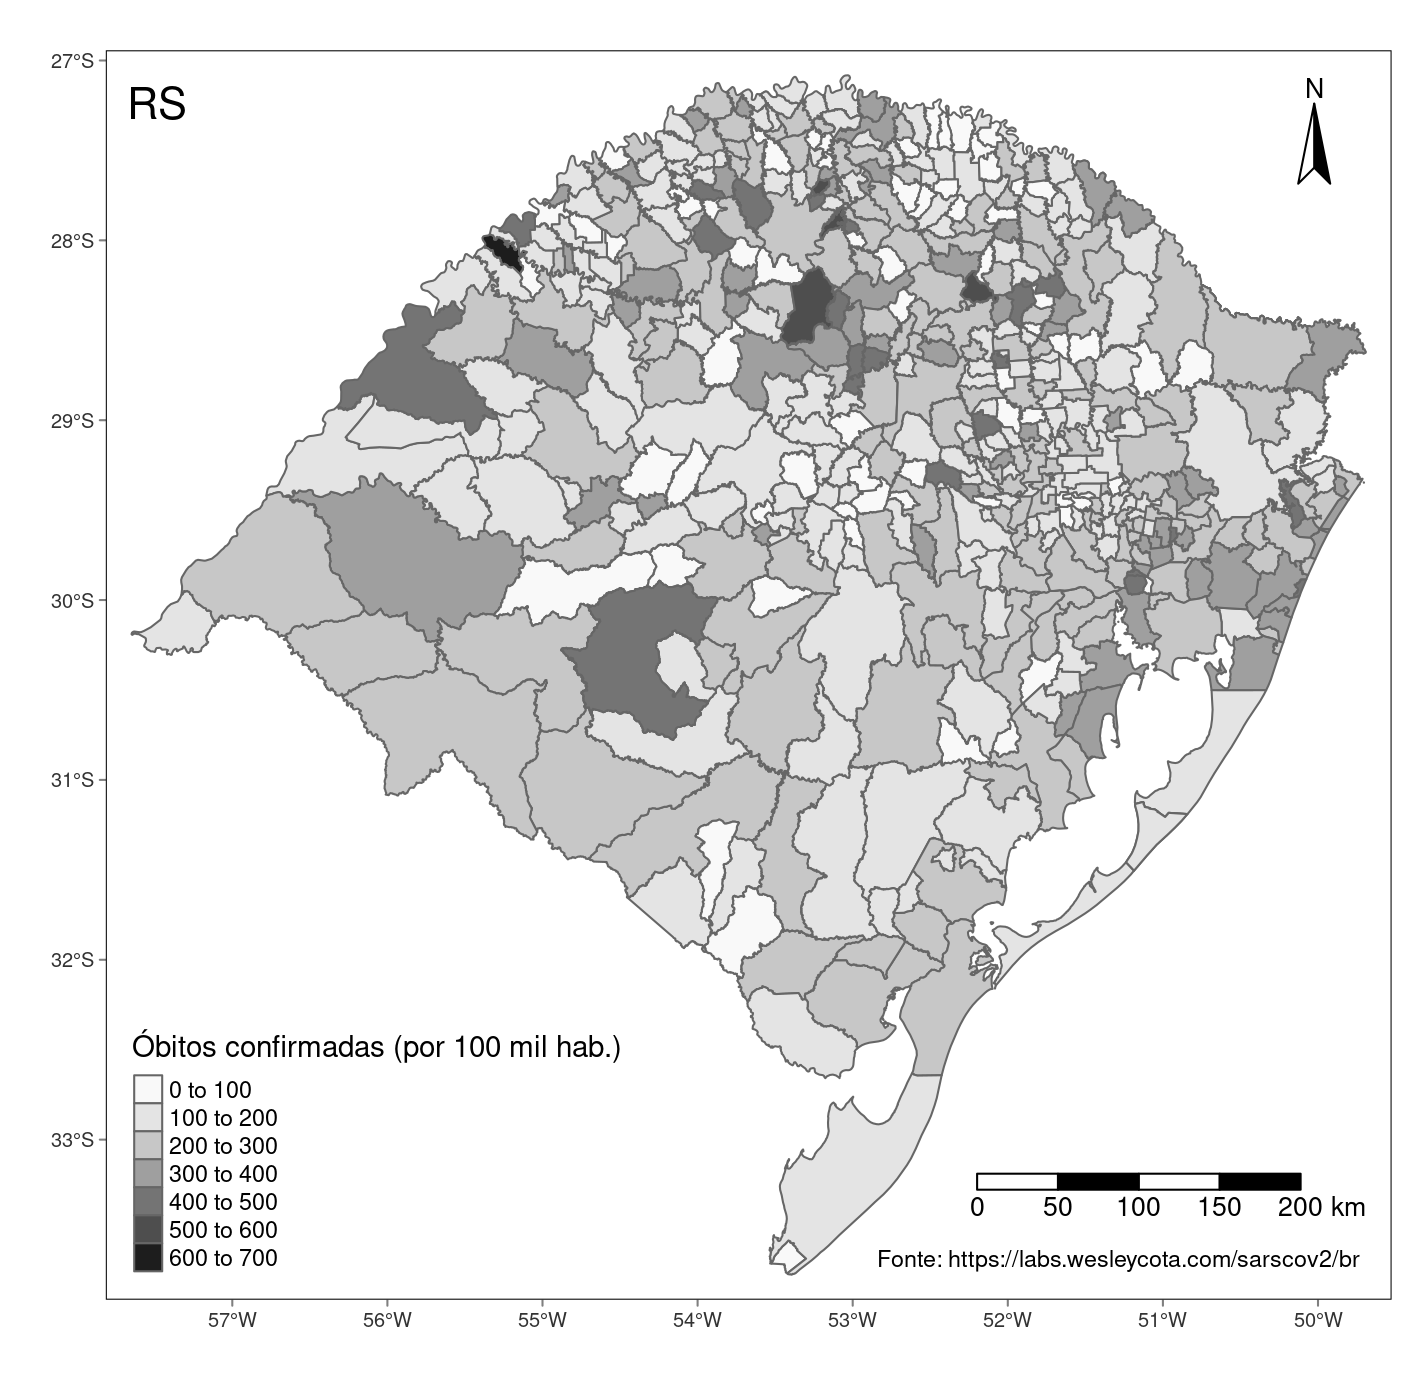 27°S
28°S
29°S
30°S
31°S
32°S
33°S
RS
N
Óbitos confirmadas (por 100 mil hab.)
0 to 100
100 to 200
200 to 300
300 to 400
400 to 500
500 to 600
600 to 700
0 50 100 150 200 km
Fonte: https://labs.wesleycota.com/sarscov2/br
57°W 56°W 55°W 54°W 53°W 52°W 51°W 50°W